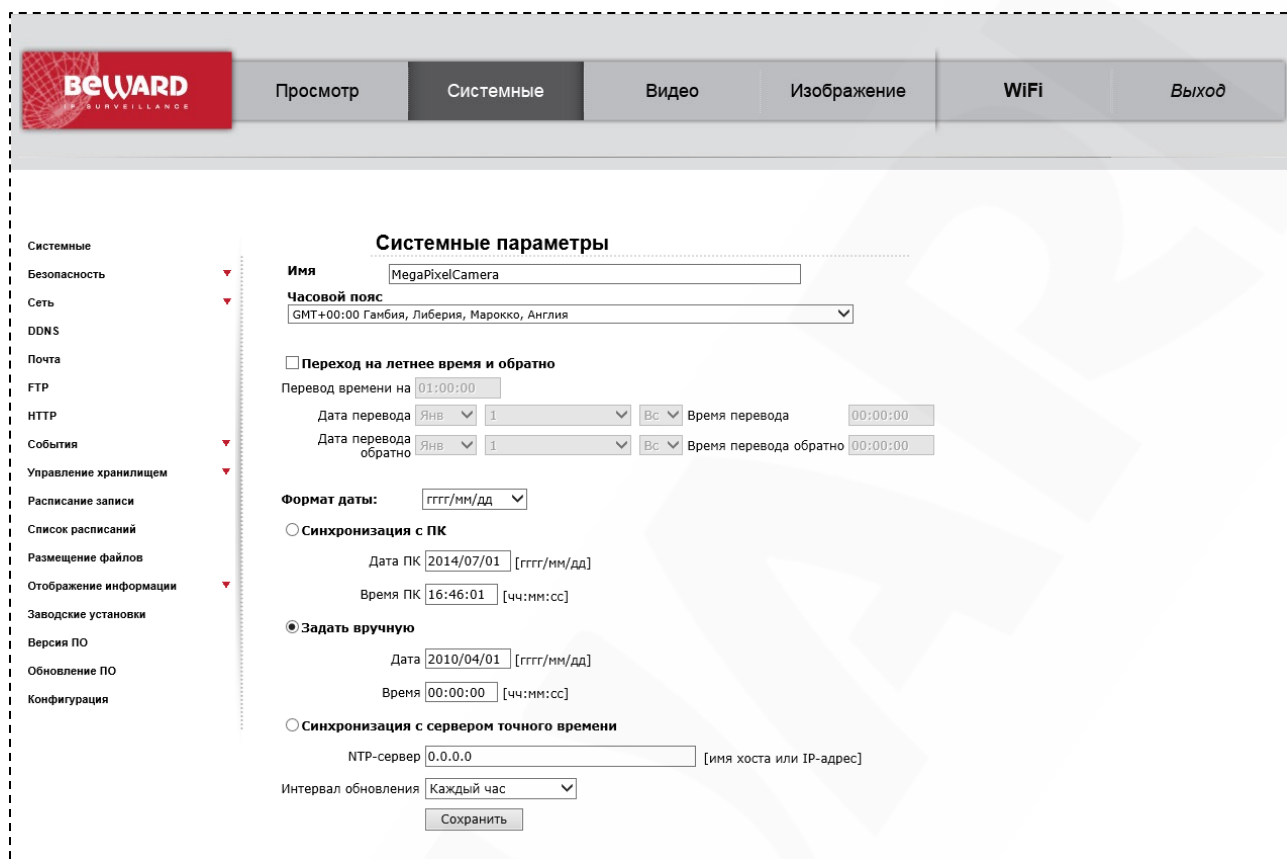 BEWARD
IP SURVEILLANCE
Просмотр
Системные
Видео
Изображение
WiFi
Выход
Системные
Безопасность
Сеть
DDNS
Почта
FTP
HTTP
События
Управление хранилищем
Расписание записи
Список расписаний
Размещение файлов
Отображение информации
Заводские установки
Версия ПО
Обновление ПО
Конфигурация
Системные параметры
Имя MegaPixelCamera
Часовой пояс
GMT+00:00 Гамбия, Либерия, Марокко, Англия
Переход на летнее время и обратно
Перевод времени на 01:00:00
Дата перевода Янв 1 Вс Время перевода 00:00:00
Дата перевода обратно Янв 1 Вс Время перевода обратно 00:00:00
Формат даты: гггг/мм/дд
Синхронизация с ПК
Дата ПК 2014/07/01 [гггг/мм/дд]
Время ПК 16:46:01 [чч:мм:сс]
Задать вручную
Дата 2010/04/01 [гггг/мм/дд]
Время 00:00:00 [чч:мм:сс]
Синхронизация с сервером точного времени
NTP-сервер 0.0.0.0 [имя хоста или IP-адрес]
Интервал обновления Каждый час
Сохранить